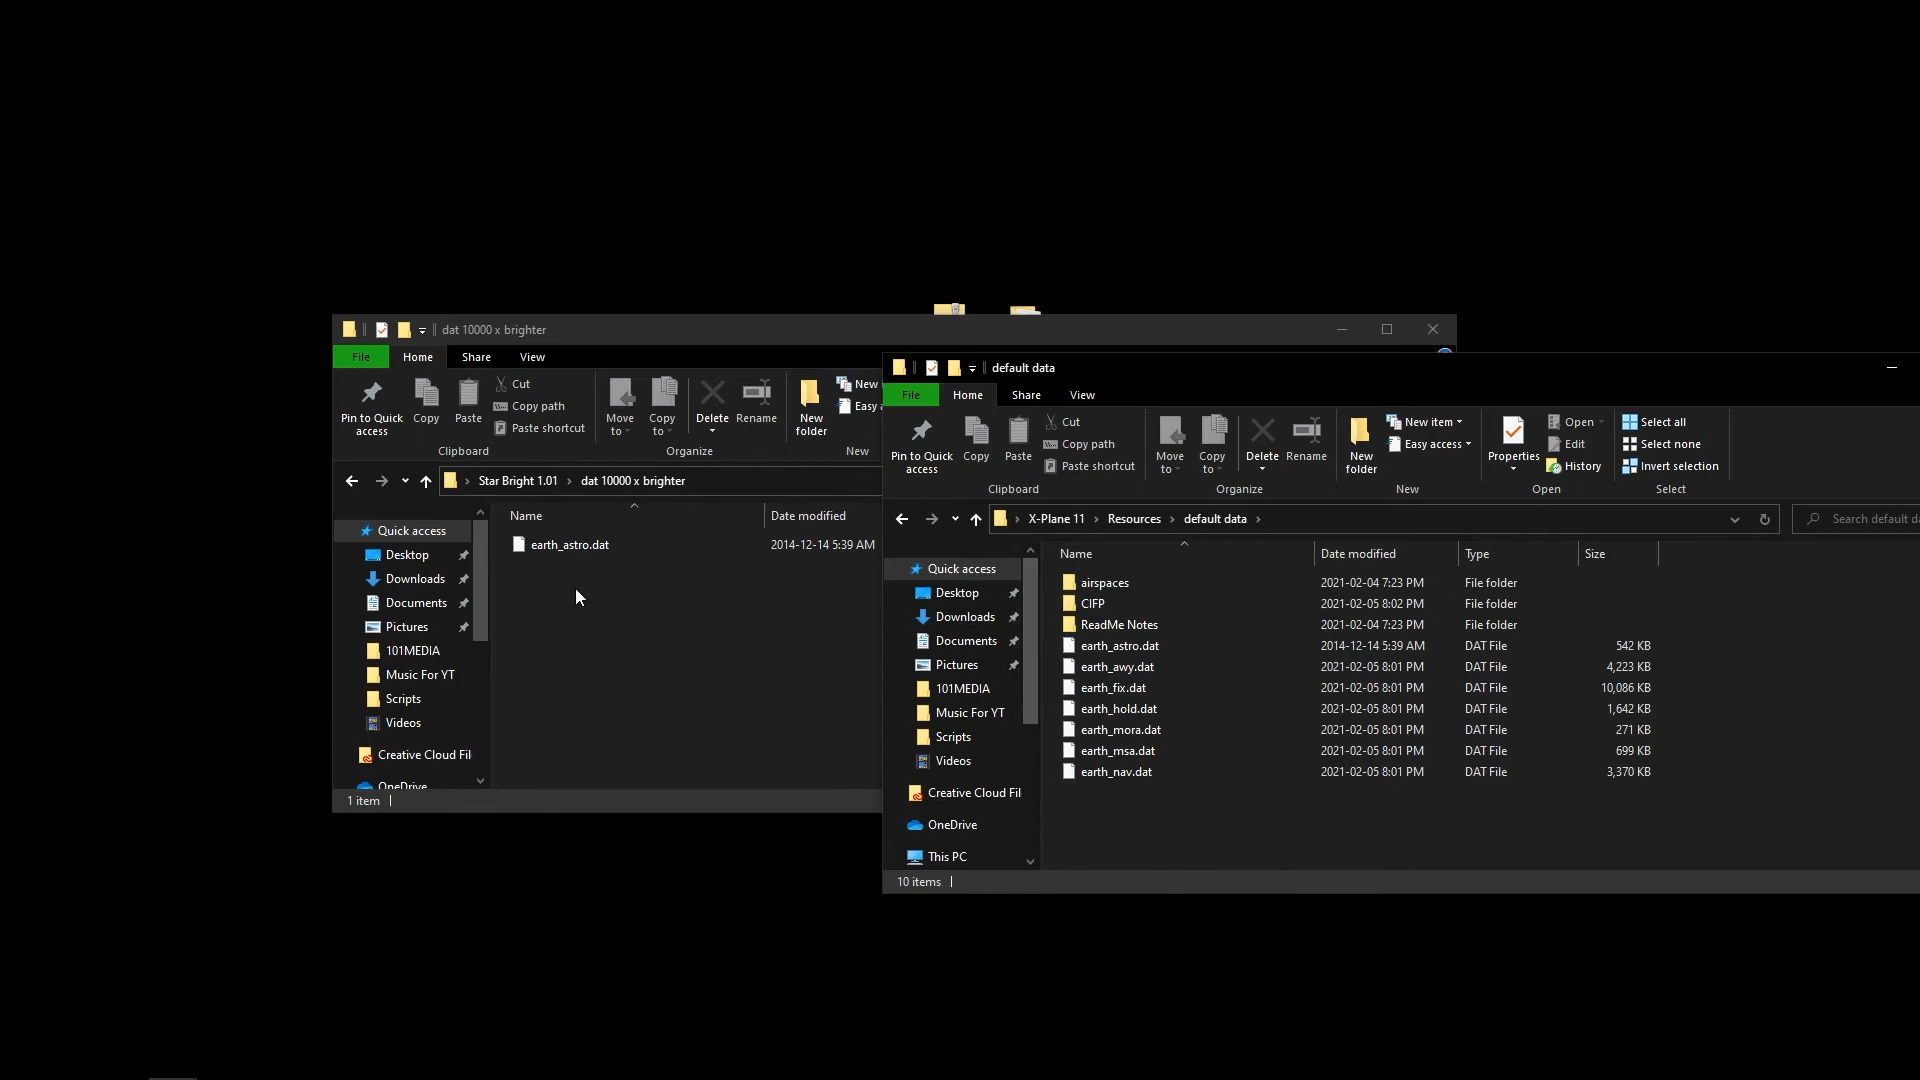 dat 10000 x brighter
File Home Share View
Pin to Quick access
Copy
Paste
Cut
Copy path
Paste shortcut
Clipboard
Move to
Copy to
Delete
Rename
Organize
New folder
New
Easy a
New
Star Bright 1.01 › dat 10000 x brighter
Name Date modified
earth_astro.dat 2014-12-14 5:39 AM
Quick access
Desktop
Downloads
Documents
Pictures
101MEDIA
Music For YT
Scripts
Videos
Creative Cloud Fil
OneDrive
1 item
default data
File Home Share View
Pin to Quick access
Copy
Paste
Cut
Copy path
Paste shortcut
Clipboard
Move to
Copy to
Delete
Rename
Organize
New folder
New item
Easy access
New
Properties
Open
Edit
History
Open
Select all
Select none
Invert selection
Select
› X-Plane 11 › Resources › default data ›
Search default da
Quick access
Desktop
Downloads
Documents
Pictures
101MEDIA
Music For YT
Scripts
Videos
Creative Cloud Fil
OneDrive
This PC
Name Date modified Type Size
airspaces 2021-02-04 7:23 PM File folder
CIFP 2021-02-05 8:02 PM File folder
ReadMe Notes 2021-02-04 7:23 PM File folder
earth_astro.dat 2014-12-14 5:39 AM DAT File 542 KB
earth_awy.dat 2021-02-05 8:01 PM DAT File 4,223 KB
earth_fix.dat 2021-02-05 8:01 PM DAT File 10,086 KB
earth_hold.dat 2021-02-05 8:01 PM DAT File 1,642 KB
earth_mora.dat 2021-02-05 8:01 PM DAT File 271 KB
earth_msa.dat 2021-02-05 8:01 PM DAT File 699 KB
earth_nav.dat 2021-02-05 8:01 PM DAT File 3,370 KB
10 items